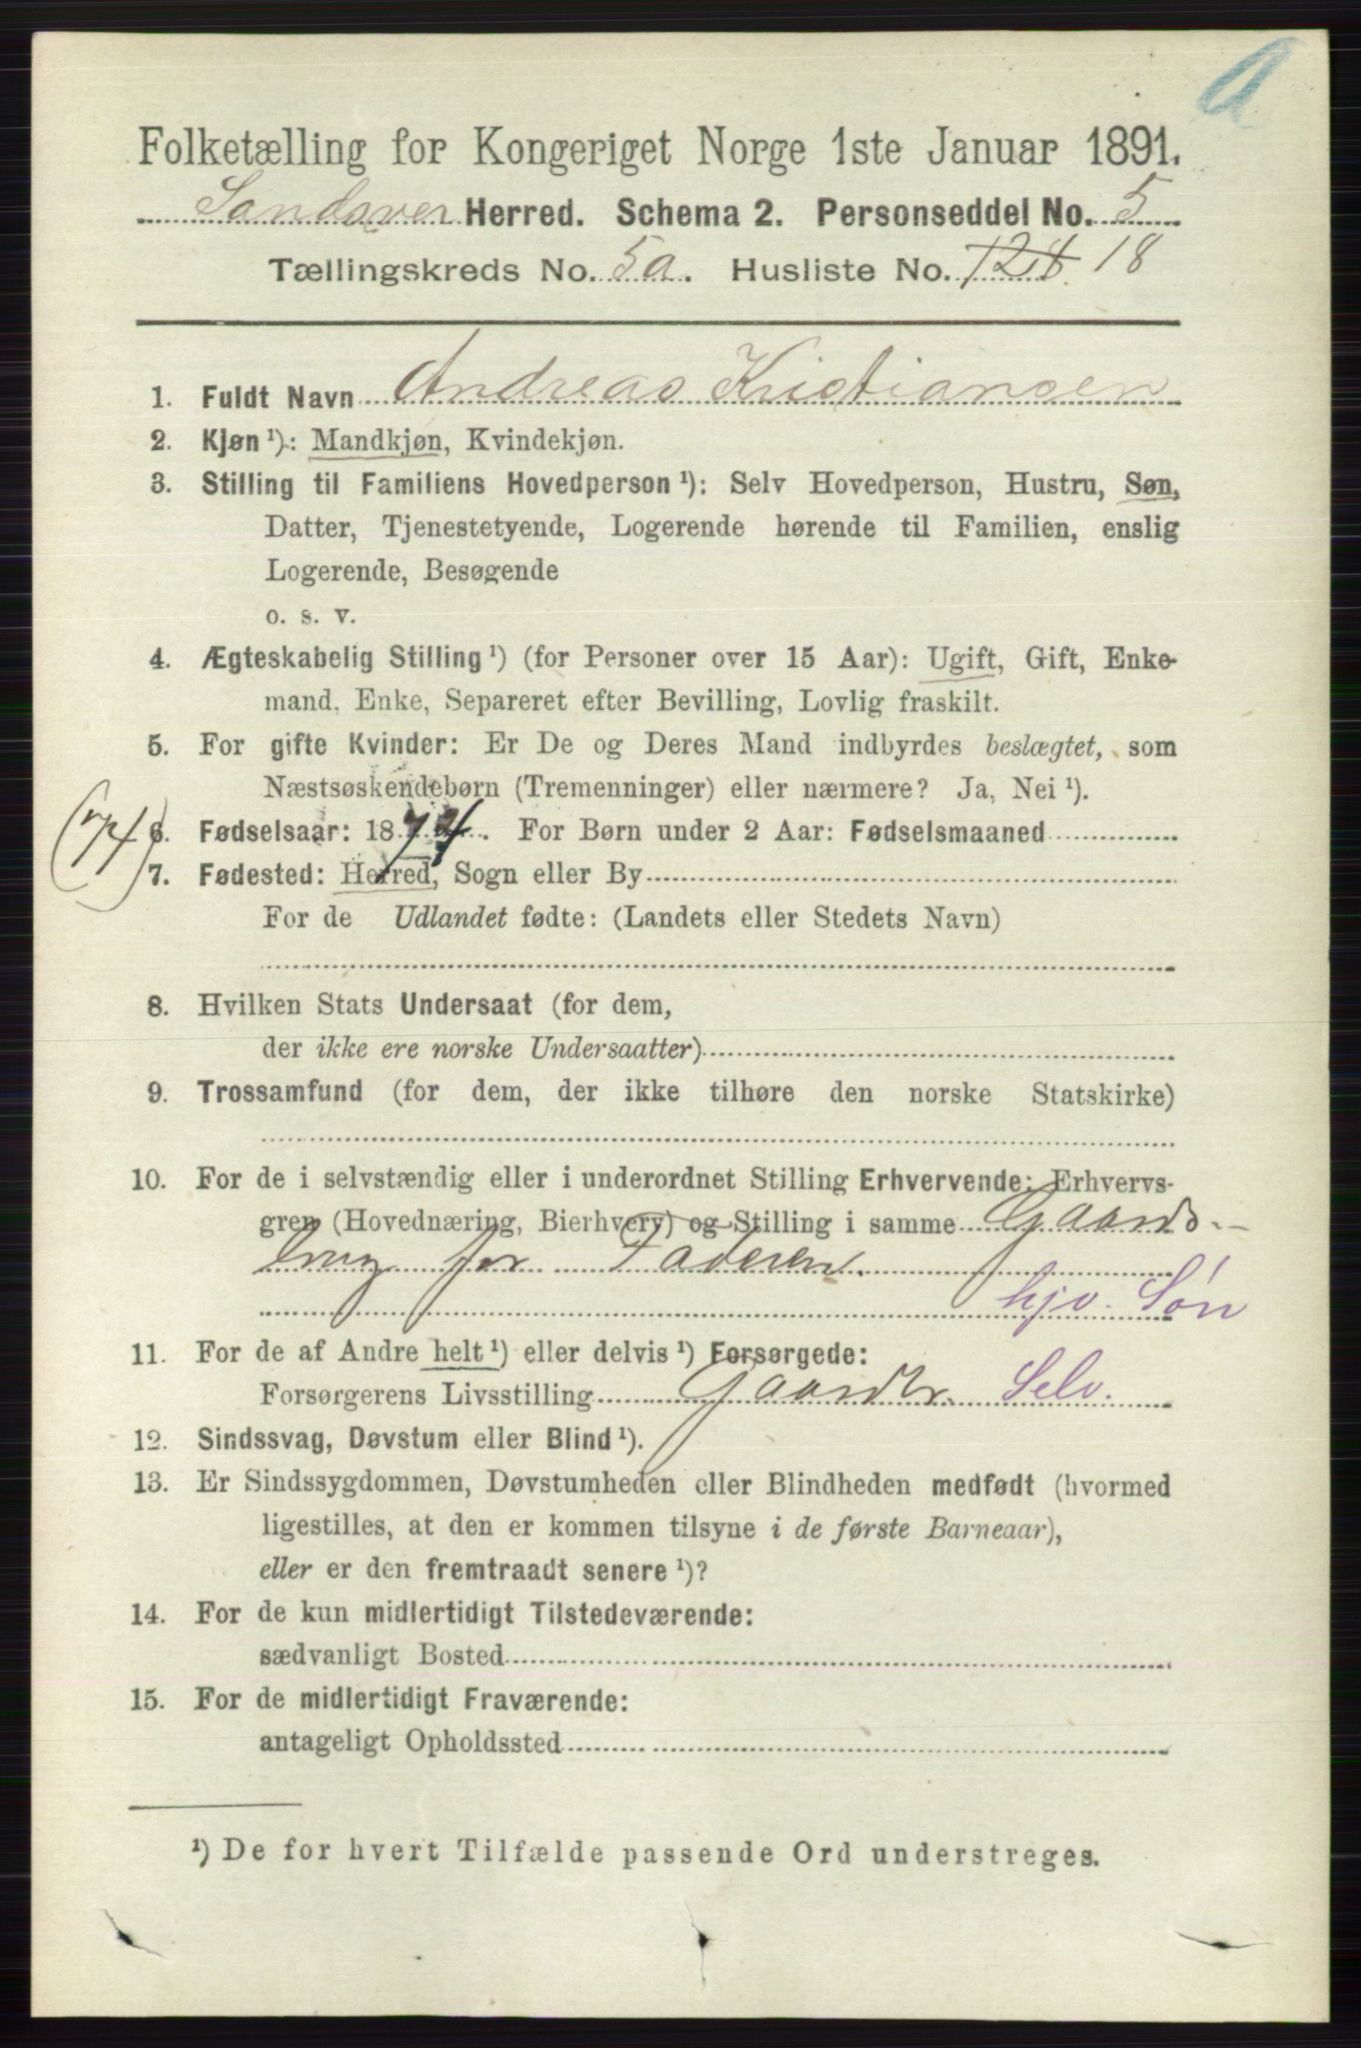 A
Folketælling for Kongeriget Norge 1ste Januar 1891.
Sandsver Herred. Schema 2. Personseddel No. 5
Tællingskreds No. 5a. Husliste No. 128 18
1. Fuldt Navn Andreas Kristiansen
2. Kjøn ¹): Mandkjøn, Kvindekjøn.
3. Stilling til Familiens Hovedperson ¹): Selv Hovedperson, Hustru, Søn,
Datter, Tjenestetyende, Logerende hørende til Familien, enslig
Logerende, Besøgende
o. s. v.
4. Ægteskabelig Stilling ¹) (for Personer over 15 Aar): Ugift, Gift, Enke-
mand, Enke, Separeret efter Bevilling, Lovlig fraskilt.
5. For gifte Kvinder: Er De og Deres Mand indbyrdes beslægtet, som
Næstsøskendebørn (Tremenninger) eller nærmere? Ja, Nei ¹).
(74) 6. Fødselsaar: 1874. For Børn under 2 Aar: Fødselsmaaned
7. Fødested: Herred, Sogn eller By
For de Udlandet fødte: (Landets eller Stedets Navn)
8. Hvilken Stats Undersaat (for dem,
der ikke ere norske Undersaatter)
9. Trossamfund (for dem, der ikke tilhøre den norske Statskirke)
10. For de i selvstændig eller i underordnet Stilling Erhvervende: Erhvervs-
gren (Hovednæring, Bierhverv) og Stilling i samme Gaards-
brug for Faderen.
hjv. Søn
11. For de af Andre helt ¹) eller delvis ¹) Forsørgede:
Forsørgerens Livsstilling Gaardbr. Selv.
12. Sindssvag, Døvstum eller Blind ¹).
13. Er Sindssygdommen, Døvstumheden eller Blindheden medfødt (hvormed
ligestilles, at den er kommen tilsyne i de første Barneaar),
eller er den fremtraadt senere ¹)?
14. For de kun midlertidigt Tilstedeværende:
sædvanligt Bosted
15. For de midlertidigt Fraværende:
antageligt Opholdssted
¹) De for hvert Tilfælde passende Ord understreges.